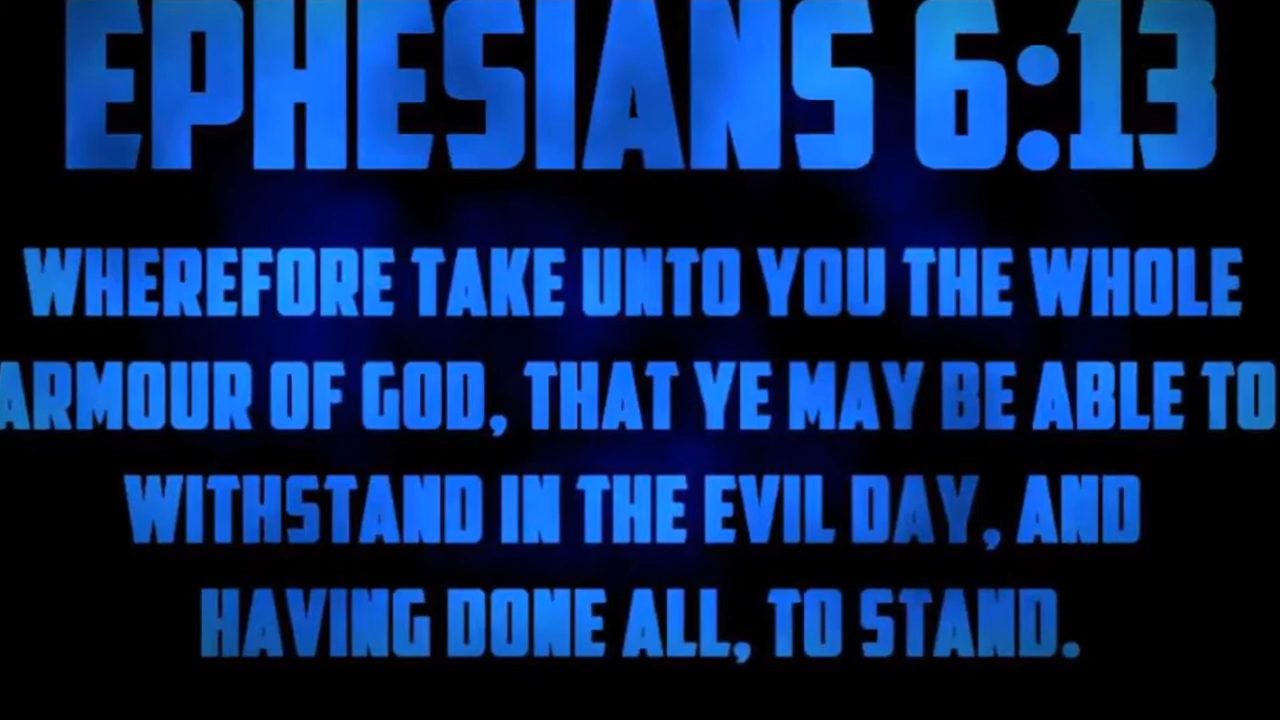 EPHESIANS 6:13
WHEREFORE TAKE UNTO YOU THE WHOLE
ARMOUR OF GOD, THAT YE MAY BE ABLE TO
WITHSTAND IN THE EVIL DAY, AND
HAVING DONE ALL, TO STAND.